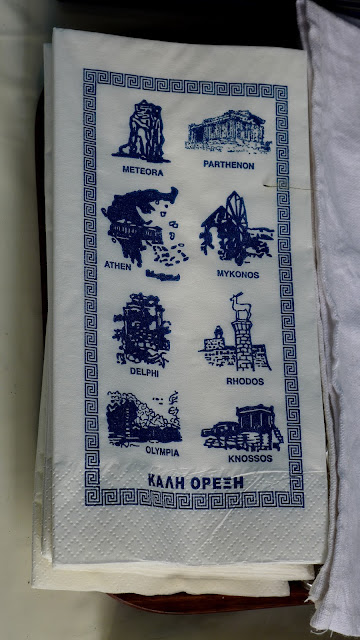 METEORA PARTHENON
ATHEN MYKONOS
DELPHI RHODOS
OLYMPIA KNOSSOS
ΚΑΛΗ ΟΡΕΞΗ